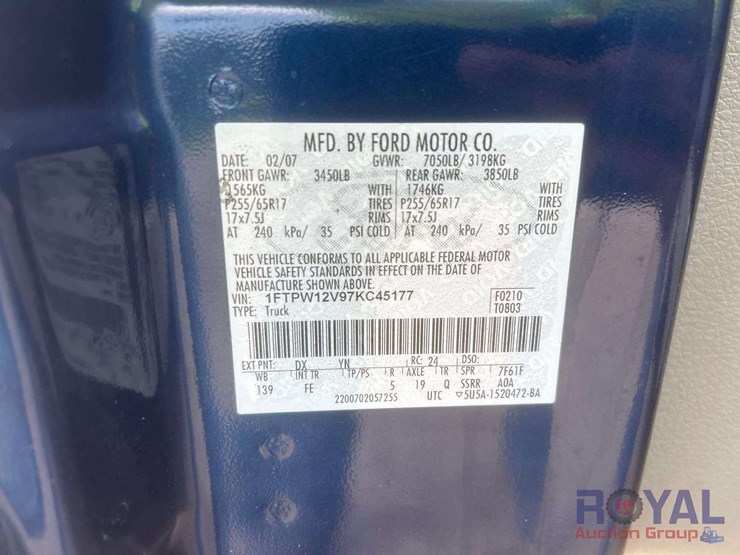 MFD. BY FORD MOTOR CO.
DATE: 02/07 GVWR: 7050LB/ 3198KG
FRONT GAWR: 3450LB REAR GAWR: 3850LB
1565KG WITH 1746KG WITH
P255/65R17 TIRES P255/65R17 TIRES
17x7.5J RIMS 17x7.5J RIMS
AT 240 kPa/ 35 PSI COLD AT 240 kPa/ 35 PSI COLD
THIS VEHICLE CONFORMS TO ALL APPLICABLE FEDERAL MOTOR
VEHICLE SAFETY STANDARDS IN EFFECT ON THE DATE OF
MANUFACTURE SHOWN ABOVE.
VIN: 1FTPW12V97KC45177 F0210
TYPE: Truck T0803
EXT PNT: DX YN RC: 24 DSO:
WB INT TR TP/PS R AXLE TR SPR 7F61F
139 FE 5 19 Q SSRR A0A
2200702057255 UTC ▽5U5A-1520472-BA
ROYAL
Auction Group